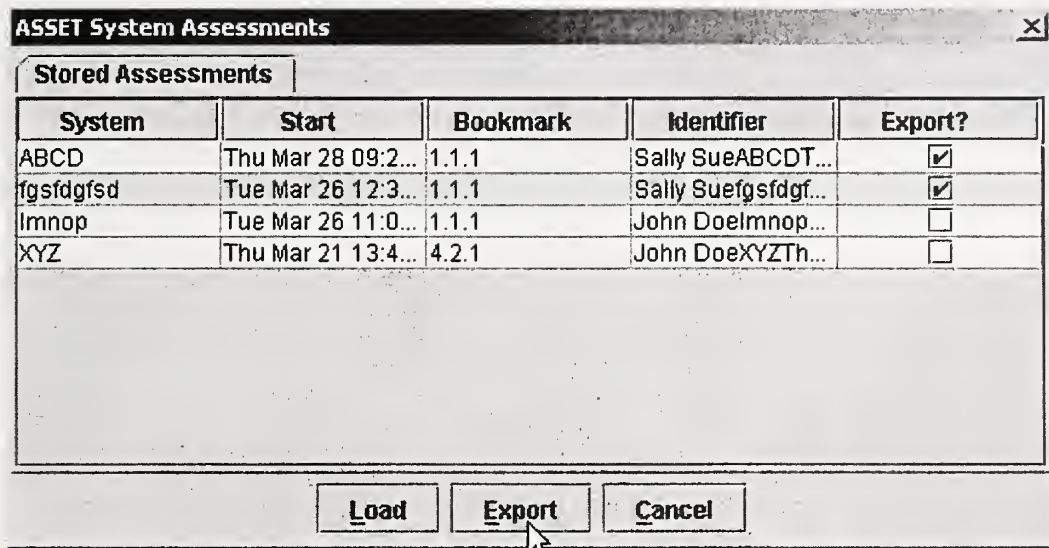 ASSET System Assessments
Stored Assessments
System Start Bookmark Identifier Export?
ABCD Thu Mar 28 09:2... 1.1.1 Sally SueABCDT...
fgsfdgfsd Tue Mar 26 12:3... 1.1.1 Sally Suefgsfdgf...
lmnop Tue Mar 26 11:0... 1.1.1 John Doelmnop...
XYZ Thu Mar 21 13:4... 4.2.1 John DoeXYZTh...
Load Export Cancel